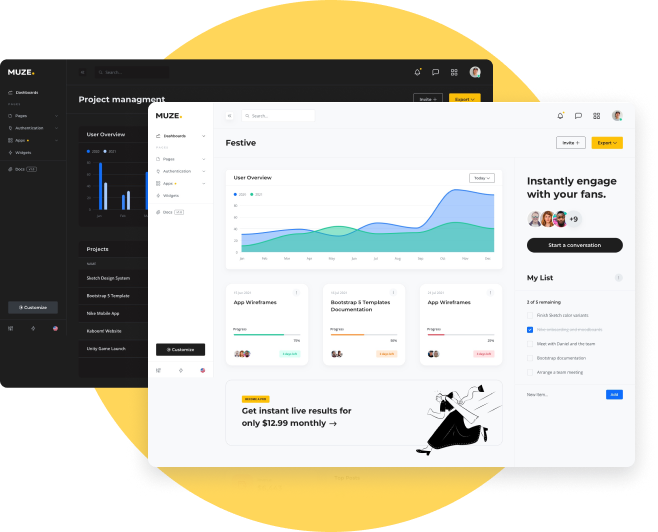 MUZE.
Search...
Project managment
Invite +
Export
Dashboards
Pages
Authentication
Apps
Widgets
Docs
User Overview
2020
2021
Jan
Feb
Projects
Sketch Design System
Bootstrap 5 Template
Nike Mobile App
Kaboom! Website
Unity Game Launch
Customize
MUZE.
Search...
Festive
Invite +
Export
Dashboards
Pages
Authentication
Apps
Widgets
Docs
Customize
User Overview
Today
2020
2021
Jan
Feb
Mar
Apr
May
Jun
Jul
Aug
Sep
Oct
Nov
Dec
App Wireframes
Progress
75%
Bootstrap 5 Templates
Documentation
Progress
50%
App Wireframes
Progress
25%
BECOME A PRO
Get instant live results for
only $12.99 monthly →
Instantly engage
with your fans.
+9
Start a conversation
My List
2 of 5 remaining
Finish Sketch color variants
Meet with Daniel and the team
Bootstrap documentation
Arrange a team meeting
New item...
Add